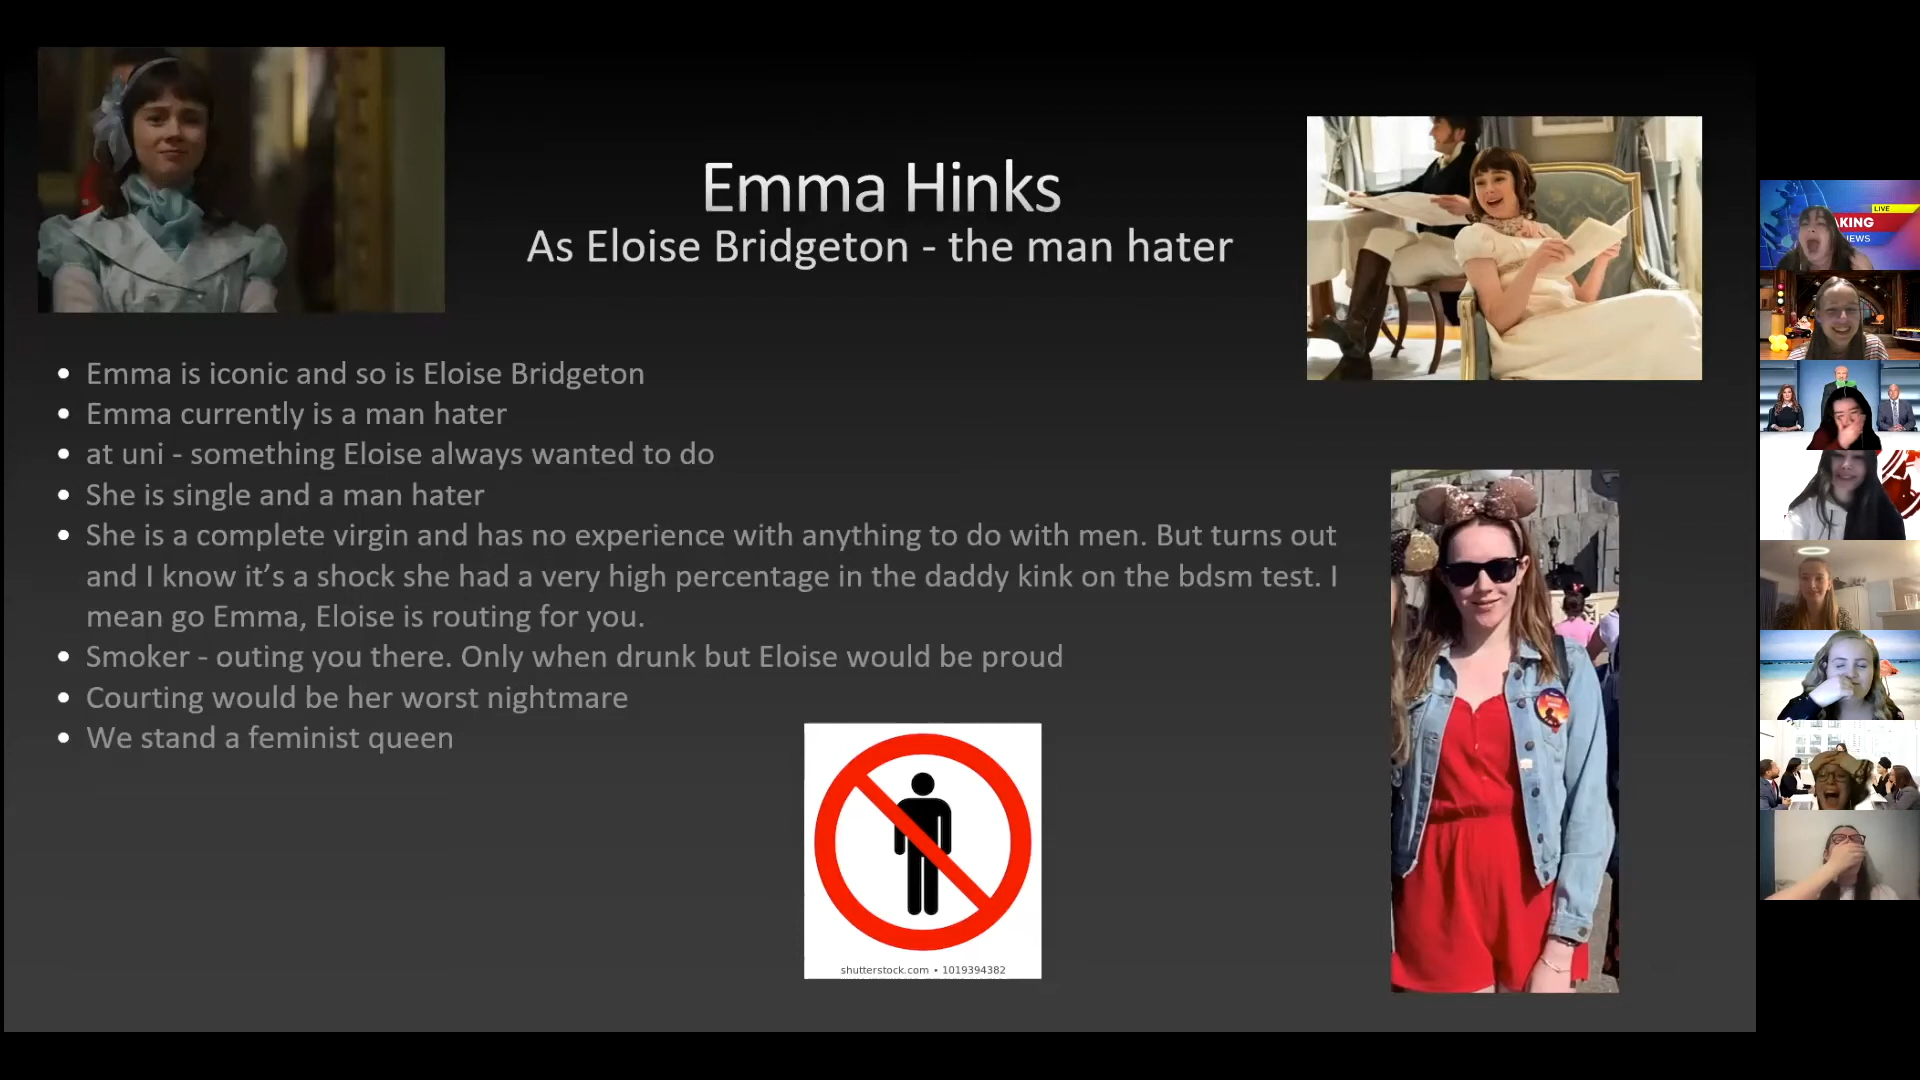 Emma Hinks
As Eloise Bridgeton - the man hater
Emma is iconic and so is Eloise Bridgeton
Emma currently is a man hater
at uni - something Eloise always wanted to do
She is single and a man hater
She is a complete virgin and has no experience with anything to do with men. But turns out
and I know it’s a shock she had a very high percentage in the daddy kink on the bdsm test. I
mean go Emma, Eloise is routing for you.
Smoker - outing you there. Only when drunk but Eloise would be proud
Courting would be her worst nightmare
We stand a feminist queen
shutterstock.com • 1019394382
LIVE
AKING
NEWS